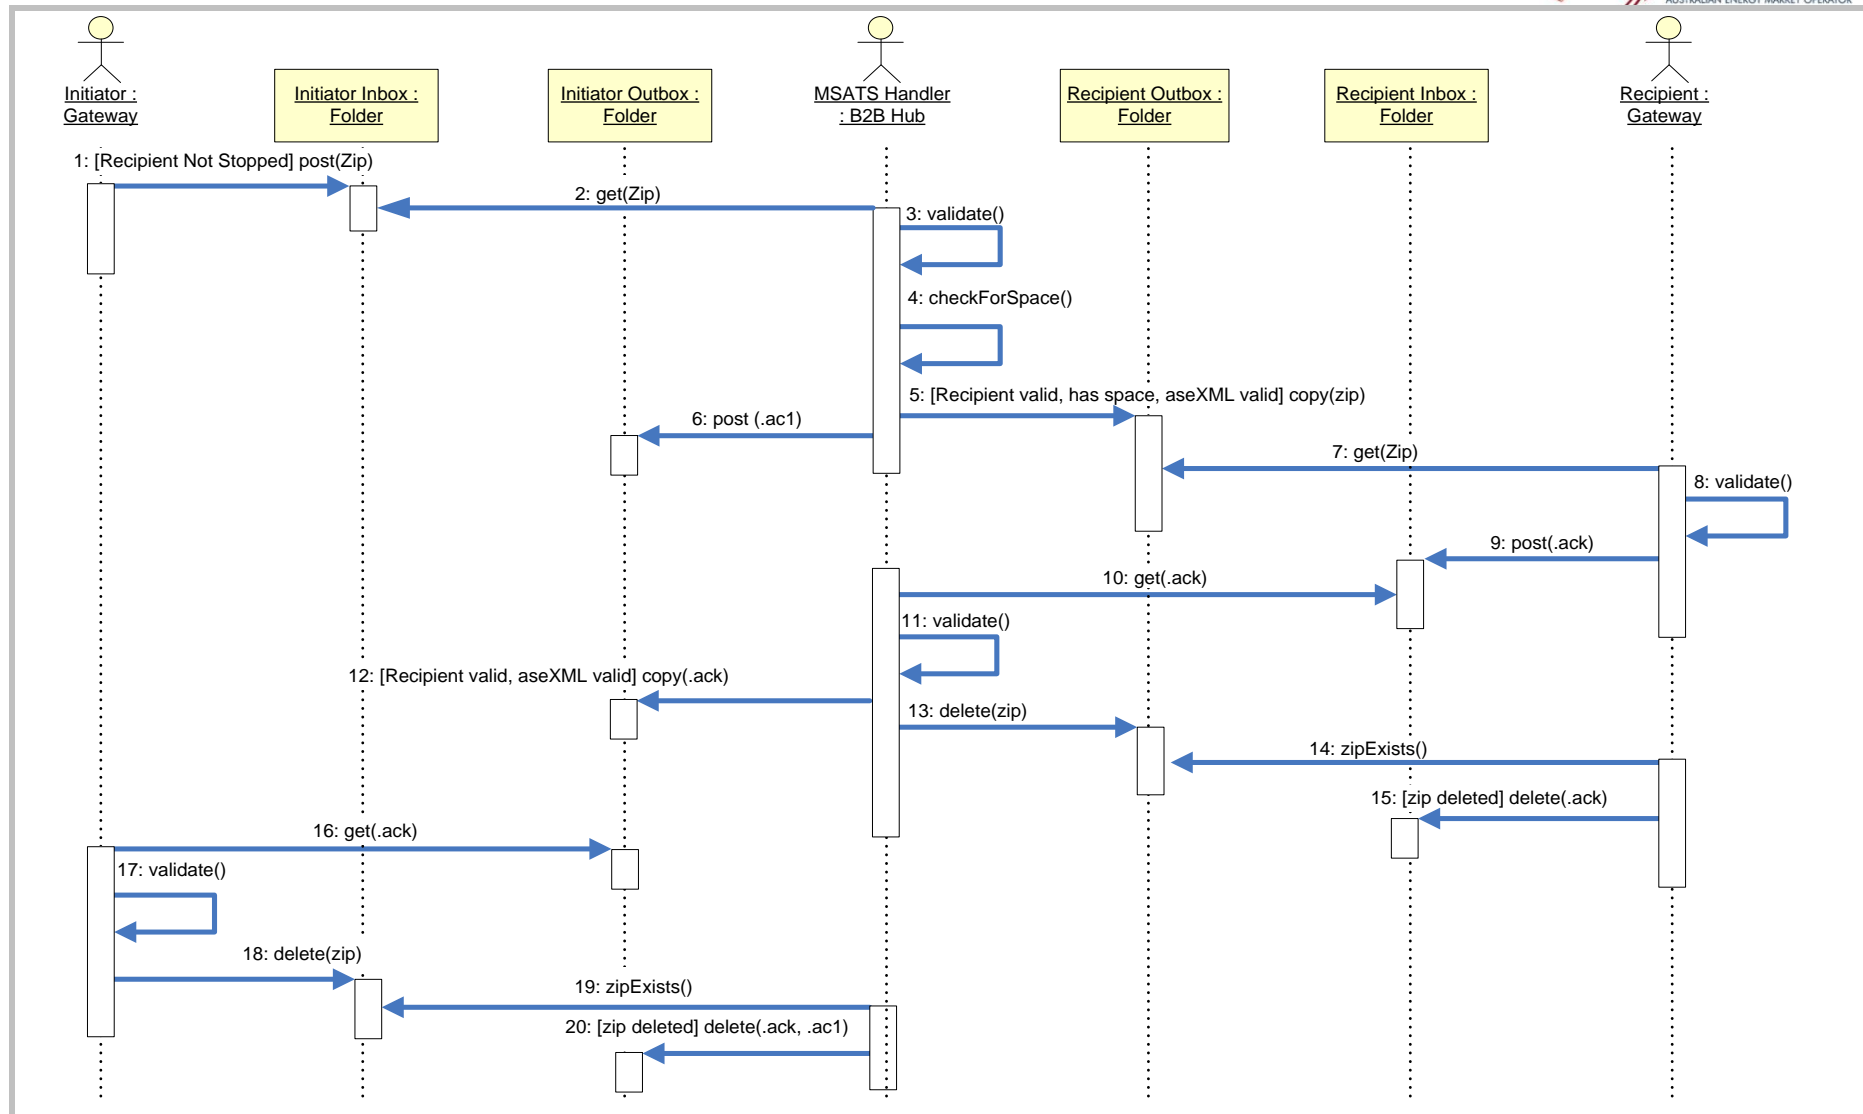 AUSTRALIAN ENERGY MARKET OPERATOR
Initiator :
Gateway
Initiator Inbox :
Folder
Initiator Outbox :
Folder
MSATS Handler
: B2B Hub
Recipient Outbox :
Folder
Recipient Inbox :
Folder
Recipient :
Gateway
1: [Recipient Not Stopped] post(Zip)
2: get(Zip)
3: validate()
4: checkForSpace()
5: [Recipient valid, has space, aseXML valid] copy(zip)
6: post (.ac1)
7: get(Zip)
8: validate()
9: post(.ack)
10: get(.ack)
11: validate()
12: [Recipient valid, aseXML valid] copy(.ack)
13: delete(zip)
14: zipExists()
15: [zip deleted] delete(.ack)
16: get(.ack)
17: validate()
18: delete(zip)
19: zipExists()
20: [zip deleted] delete(.ack, .ac1)